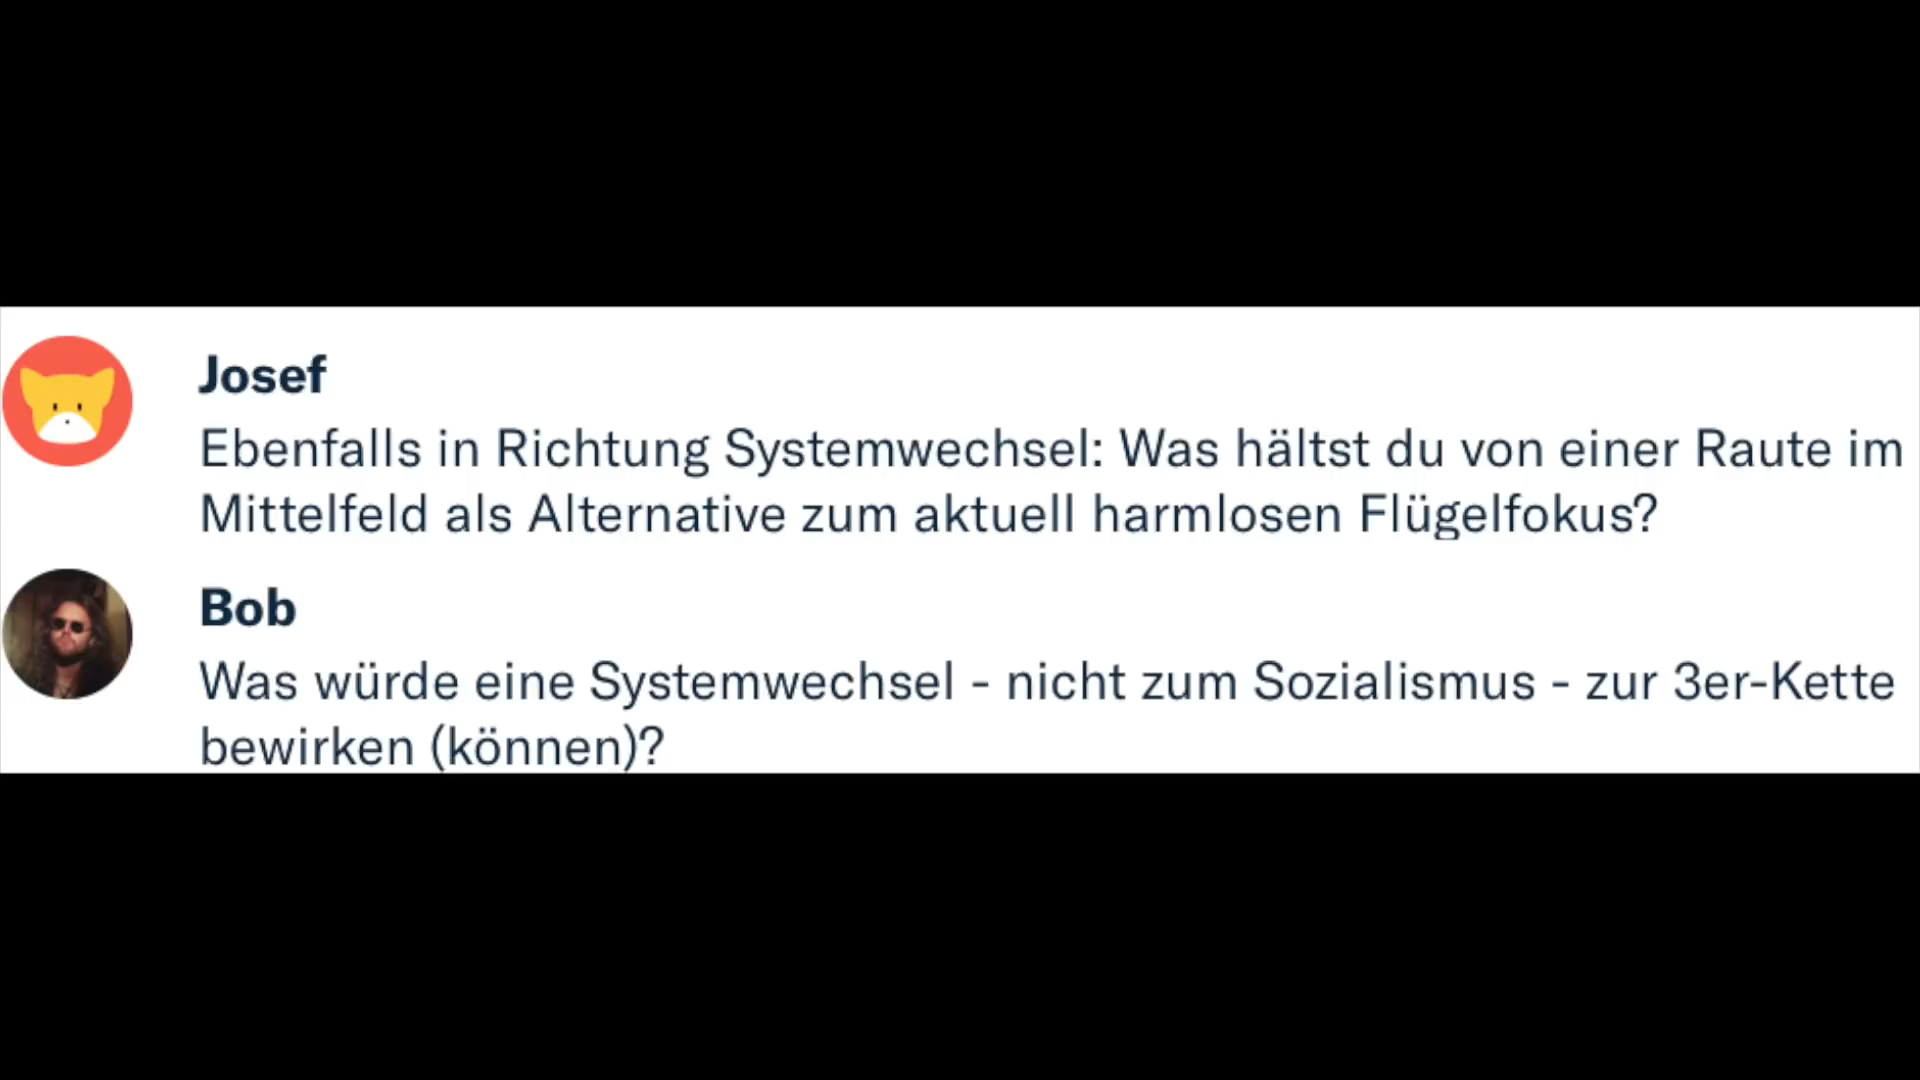 Josef
Ebenfalls in Richtung Systemwechsel: Was hältst du von einer Raute im
Mittelfeld als Alternative zum aktuell harmlosen Flügelfokus?
Bob
Was würde eine Systemwechsel - nicht zum Sozialismus - zur 3er-Kette
bewirken (können)?